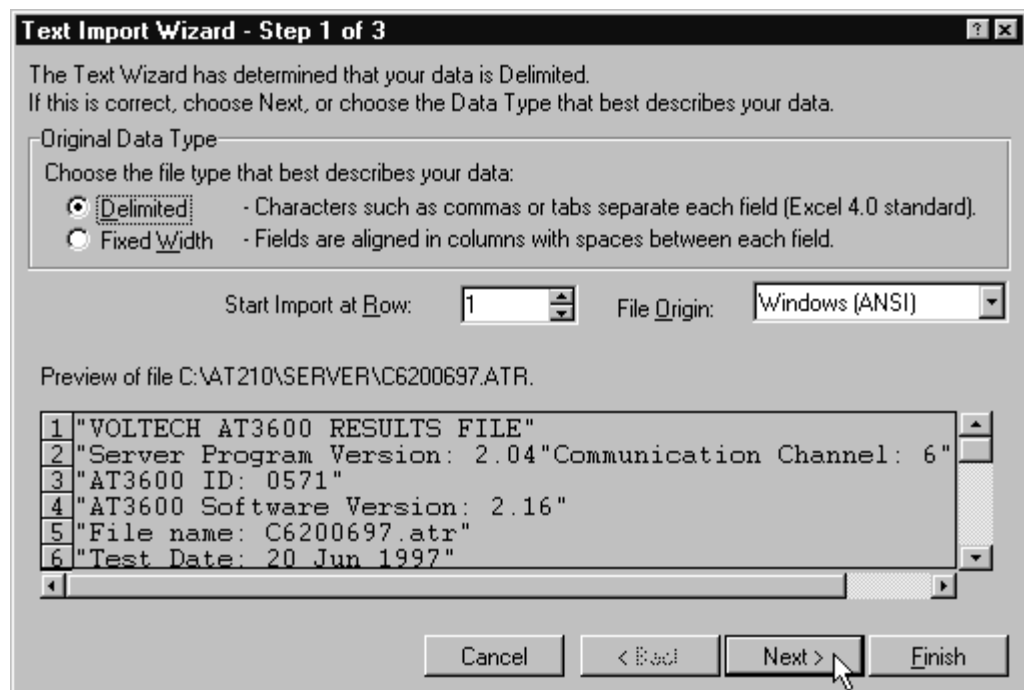 Text Import Wizard - Step 1 of 3
The Text Wizard has determined that your data is Delimited.
If this is correct, choose Next, or choose the Data Type that best describes your data.
Original Data Type
Choose the file type that best describes your data:
Delimited - Characters such as commas or tabs separate each field (Excel 4.0 standard).
Fixed Width - Fields are aligned in columns with spaces between each field.
Start Import at Row: 1 File Origin: Windows (ANSI)
Preview of file C:\AT210\SERVER\C6200697.ATR.
1 "VOLTECH AT3600 RESULTS FILE"
2 "Server Program Version: 2.04"Communication Channel: 6"
3 "AT3600 ID: 0571"
4 "AT3600 Software Version: 2.16"
5 "File name: C6200697.atr"
6 "Test Date: 20 Jun 1997"
Cancel < Back Next > Finish